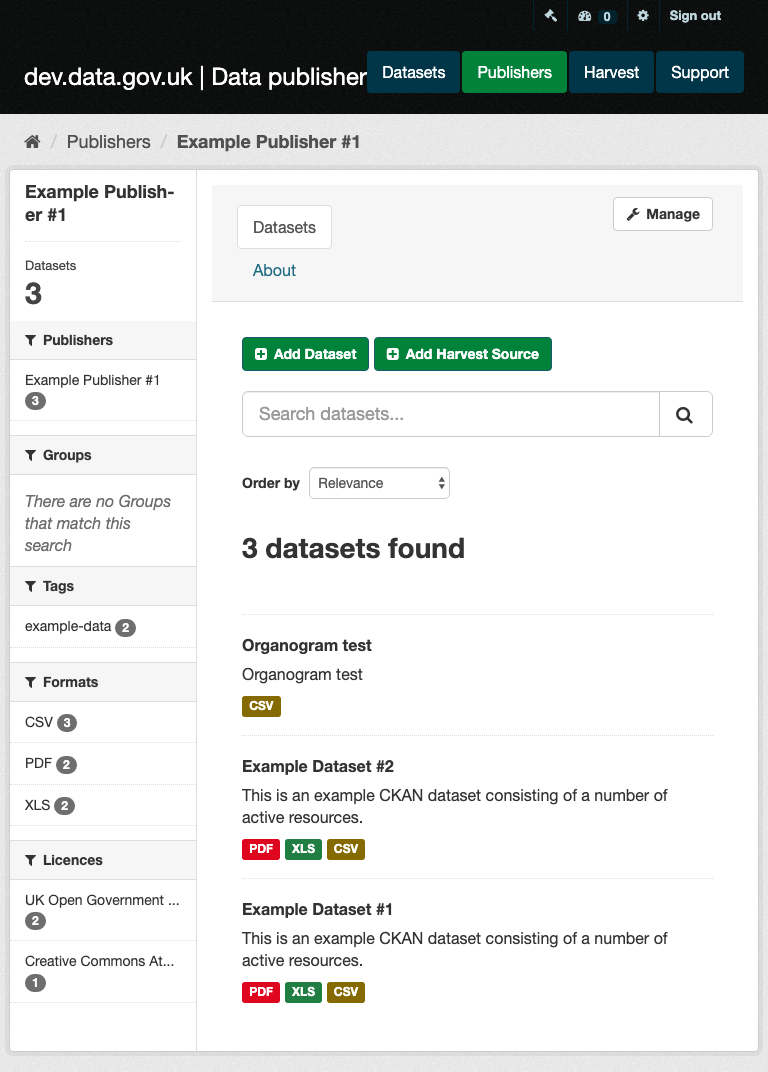 0 Sign out
dev.data.gov.uk | Data publisher
Datasets Publishers Harvest Support
/ Publishers / Example Publisher #1
Example Publish-
er #1
Datasets
3
Publishers
Example Publisher #1
3
Groups
There are no Groups
that match this
search
Tags
example-data 2
Formats
CSV 3
PDF 2
XLS 2
Licences
UK Open Government ...
2
Creative Commons At...
1
Datasets
Manage
About
Add Dataset Add Harvest Source
Search datasets...
Order by Relevance
3 datasets found
Organogram test
Organogram test
CSV
Example Dataset #2
This is an example CKAN dataset consisting of a number of
active resources.
PDF XLS CSV
Example Dataset #1
This is an example CKAN dataset consisting of a number of
active resources.
PDF XLS CSV